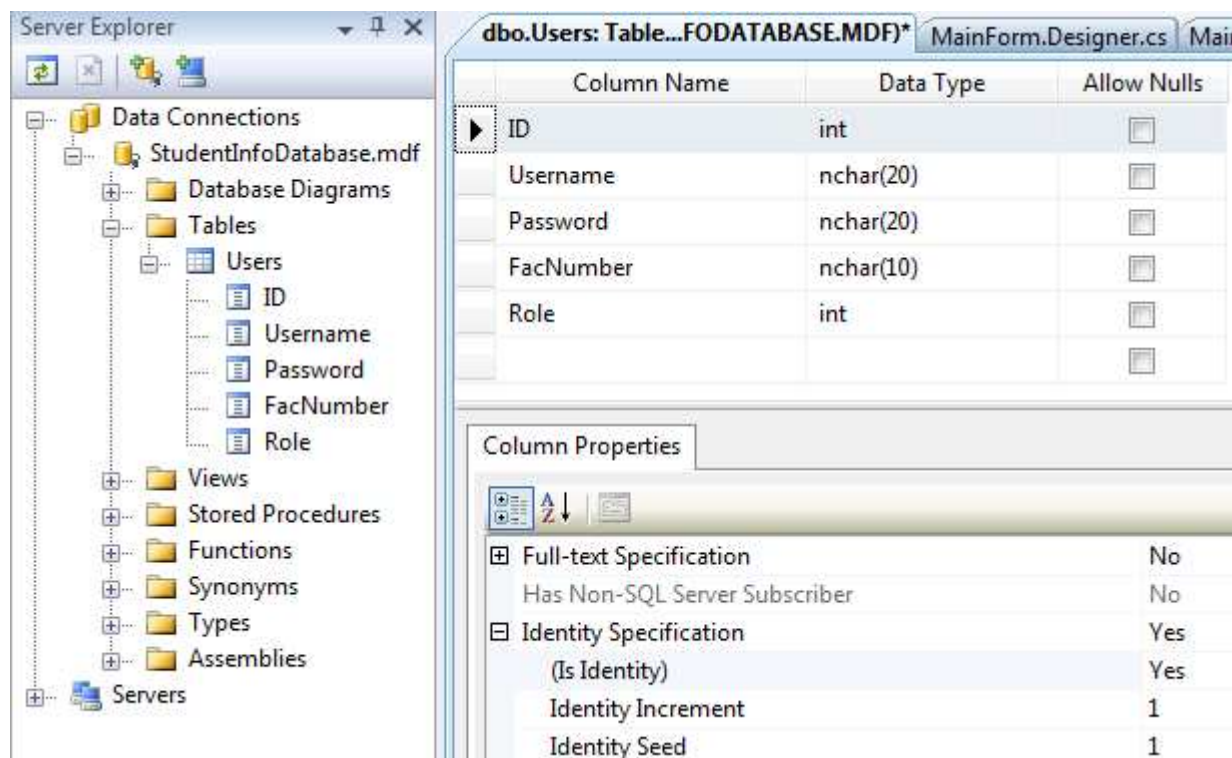 Server Explorer
Data Connections
StudentInfoDatabase.mdf
Database Diagrams
Tables
Users
ID
Username
Password
FacNumber
Role
Views
Stored Procedures
Functions
Synonyms
Types
Assemblies
Servers
dbo.Users: Table...FODATABASE.MDF)* MainForm.Designer.cs Mai
Column Name Data Type Allow Nulls
ID int
Username nchar(20)
Password nchar(20)
FacNumber nchar(10)
Role int
Column Properties
Full-text Specification No
Has Non-SQL Server Subscriber No
Identity Specification Yes
(Is Identity) Yes
Identity Increment 1
Identity Seed 1